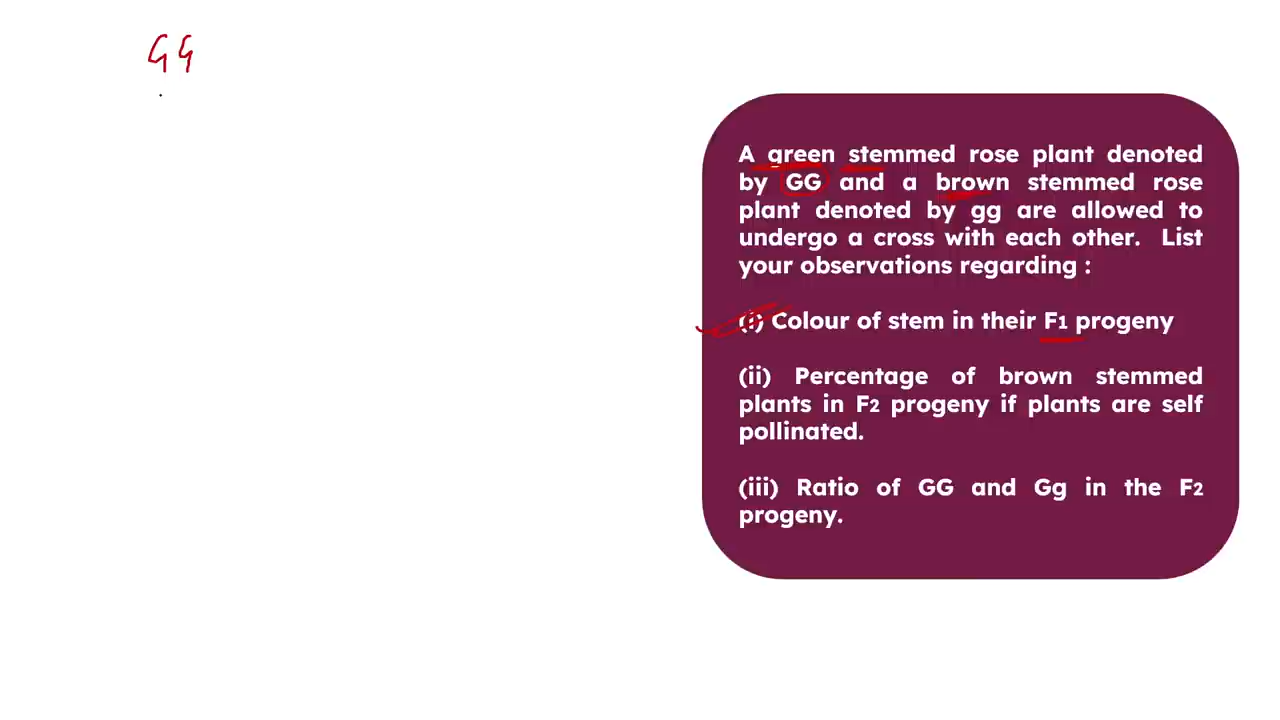 GG
A green stemmed rose plant denoted
by GG and a brown stemmed rose
plant denoted by gg are allowed to
undergo a cross with each other. List
your observations regarding :
(i) Colour of stem in their F1 progeny
(ii) Percentage of brown stemmed
plants in F2 progeny if plants are self
pollinated.
(iii) Ratio of GG and Gg in the F2
progeny.